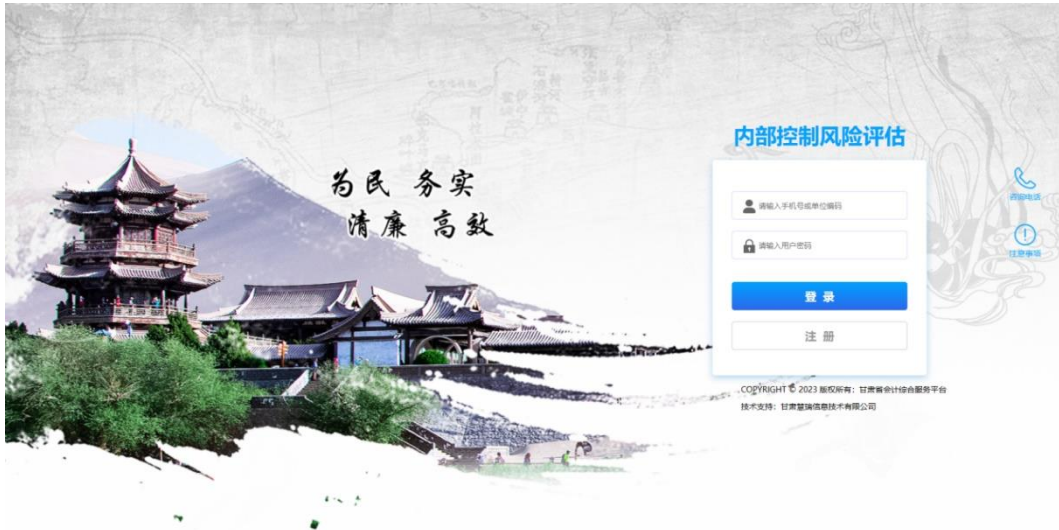 为民 务实
清廉 高效
内部控制风险评估
请输入手机号或单位编码
请输入用户密码
登 录
注 册
咨询电话
注意事项
COPYRIGHT © 2023 版权所有：甘肃省会计综合服务平台
技术支持：甘肃慧瑞信息技术有限公司